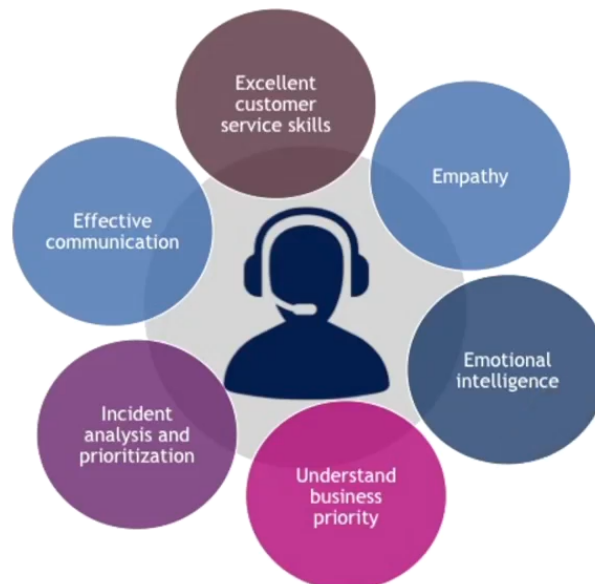 Excellent
customer
service skills
Empathy
Emotional
intelligence
Understand
business
priority
Incident
analysis and
prioritization
Effective
communication